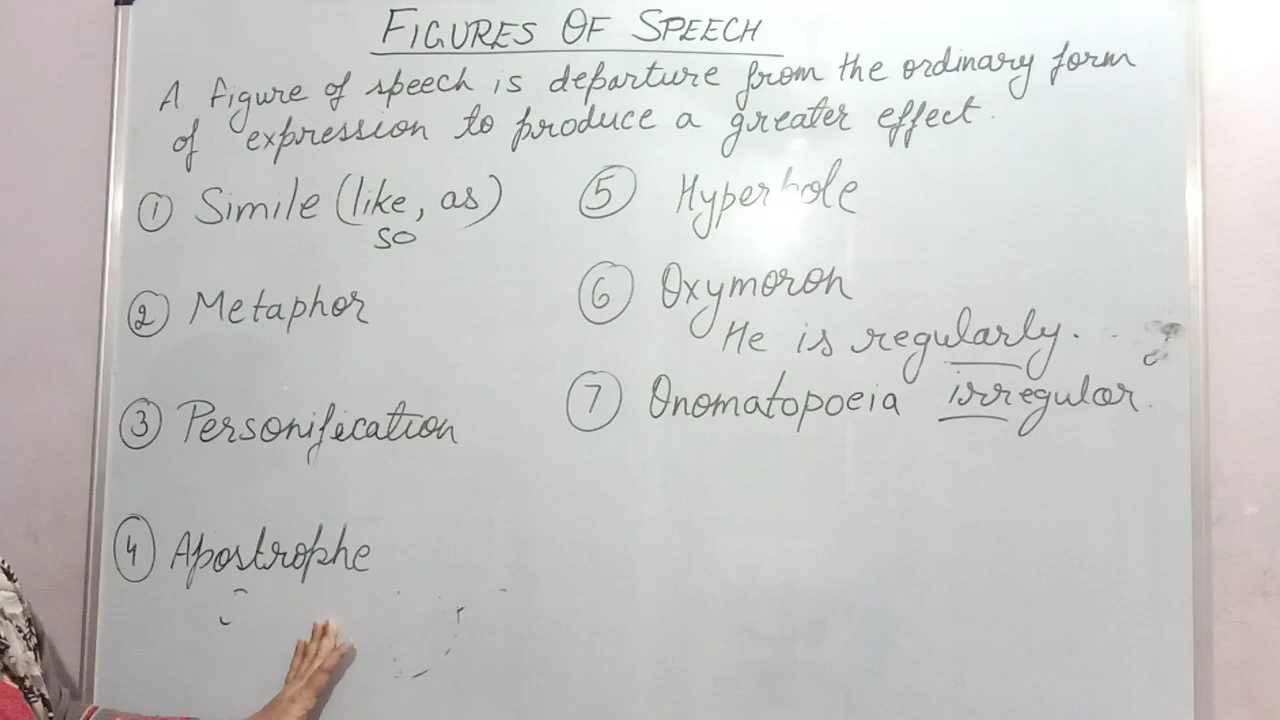 FIGURES OF SPEECH
A figure of speech is departure from the ordinary form
of expression to produce a greater effect.
① Simile (like, as)
so
② Metaphor
③ Personification
④ Apostrophe
⑤ Hyperbole
⑥ Oxymoron
He is regularly.
irregular.
⑦ Onomatopoeia